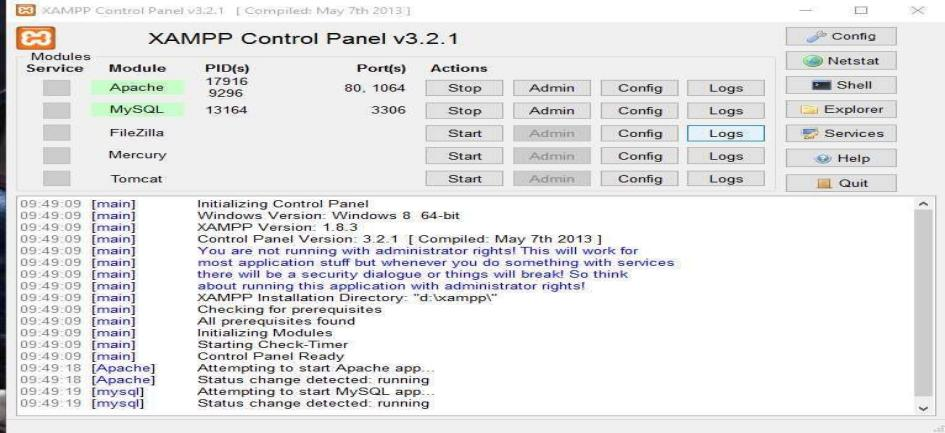 XAMPP Control Panel v3.2.1 [ Compiled: May 7th 2013 ]
XAMPP Control Panel v3.2.1
Config
Modules
Service Module PID(s) Port(s) Actions
Netstat
Apache 17916 9296 80, 1064 Stop Admin Config Logs
Shell
MySQL 13164 3306 Stop Admin Config Logs
Explorer
FileZilla Start Admin Config Logs
Services
Mercury Start Admin Config Logs
Help
Tomcat Start Admin Config Logs
Quit
09:49:09 [main] Initializing Control Panel
09:49:09 [main] Windows Version: Windows 8 64-bit
09:49:09 [main] XAMPP Version: 1.8.3
09:49:09 [main] Control Panel Version: 3.2.1 [ Compiled: May 7th 2013 ]
09:49:09 [main] You are not running with administrator rights! This will work for
09:49:09 [main] most application stuff but whenever you do something with services
09:49:09 [main] there will be a security dialogue or things will break! So think
09:49:09 [main] about running this application with administrator rights!
09:49:09 [main] XAMPP Installation Directory: "d:\xampp\"
09:49:09 [main] Checking for prerequisites
09:49:09 [main] All prerequisites found
09:49:09 [main] Initializing Modules
09:49:09 [main] Starting Check-Timer
09:49:09 [main] Control Panel Ready
09:49:18 [Apache] Attempting to start Apache app...
09:49:18 [Apache] Status change detected: running
09:49:19 [mysql] Attempting to start MySQL app...
09:49:19 [mysql] Status change detected: running